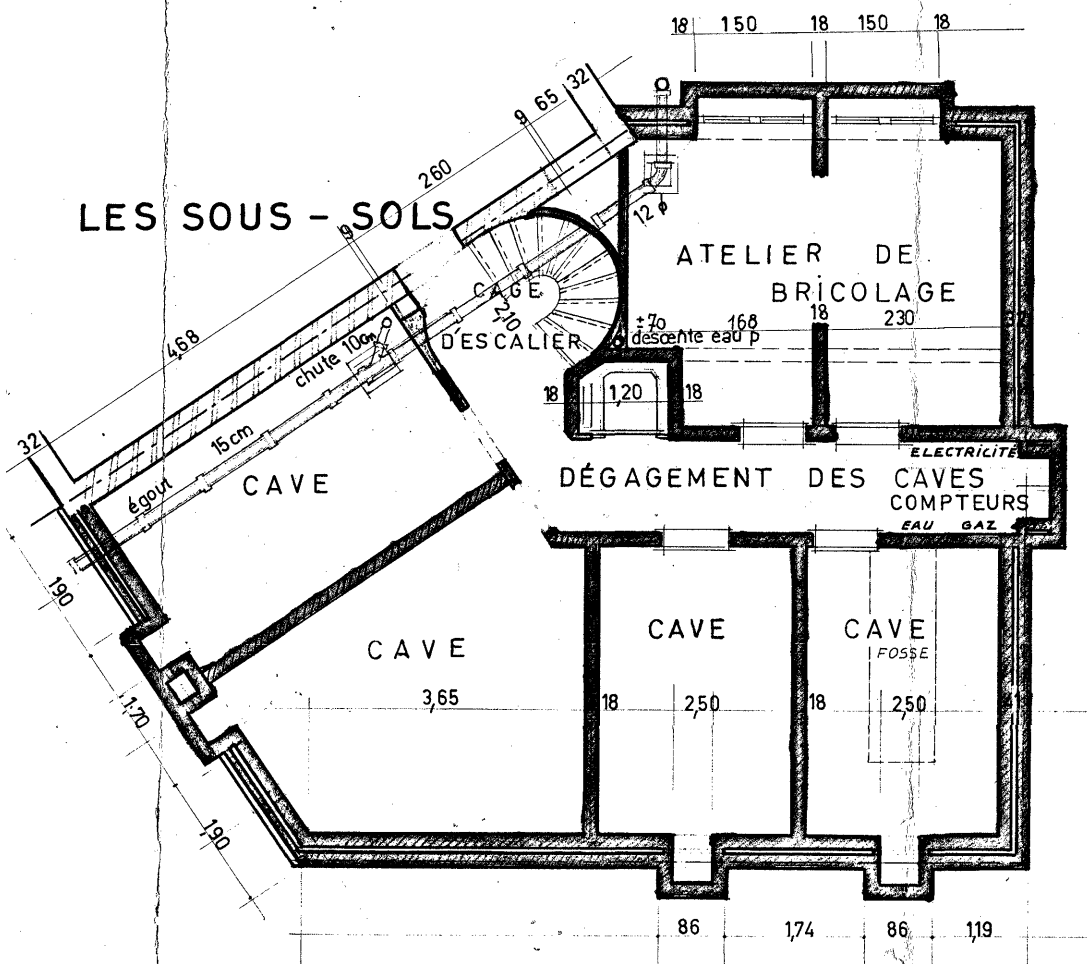 18 150 18 150 18
32
65
9
260
LES SOUS - SOLS
9
12 φ
ATELIER DE
BRICOLAGE
CAGE
2,10
D'ESCALIER
±70 168 18 230
descente eau p
468
chute 10cm
18 1,20 18
32
15cm
égout
CAVE
ELECTRICITE
DÉGAGEMENT DES CAVES
COMPTEURS
EAU GAZ
190
CAVE
CAVE
CAVE
FOSSE
3,65 18 2,50 18 2,50
1,70
190
86 1,74 86 1,19